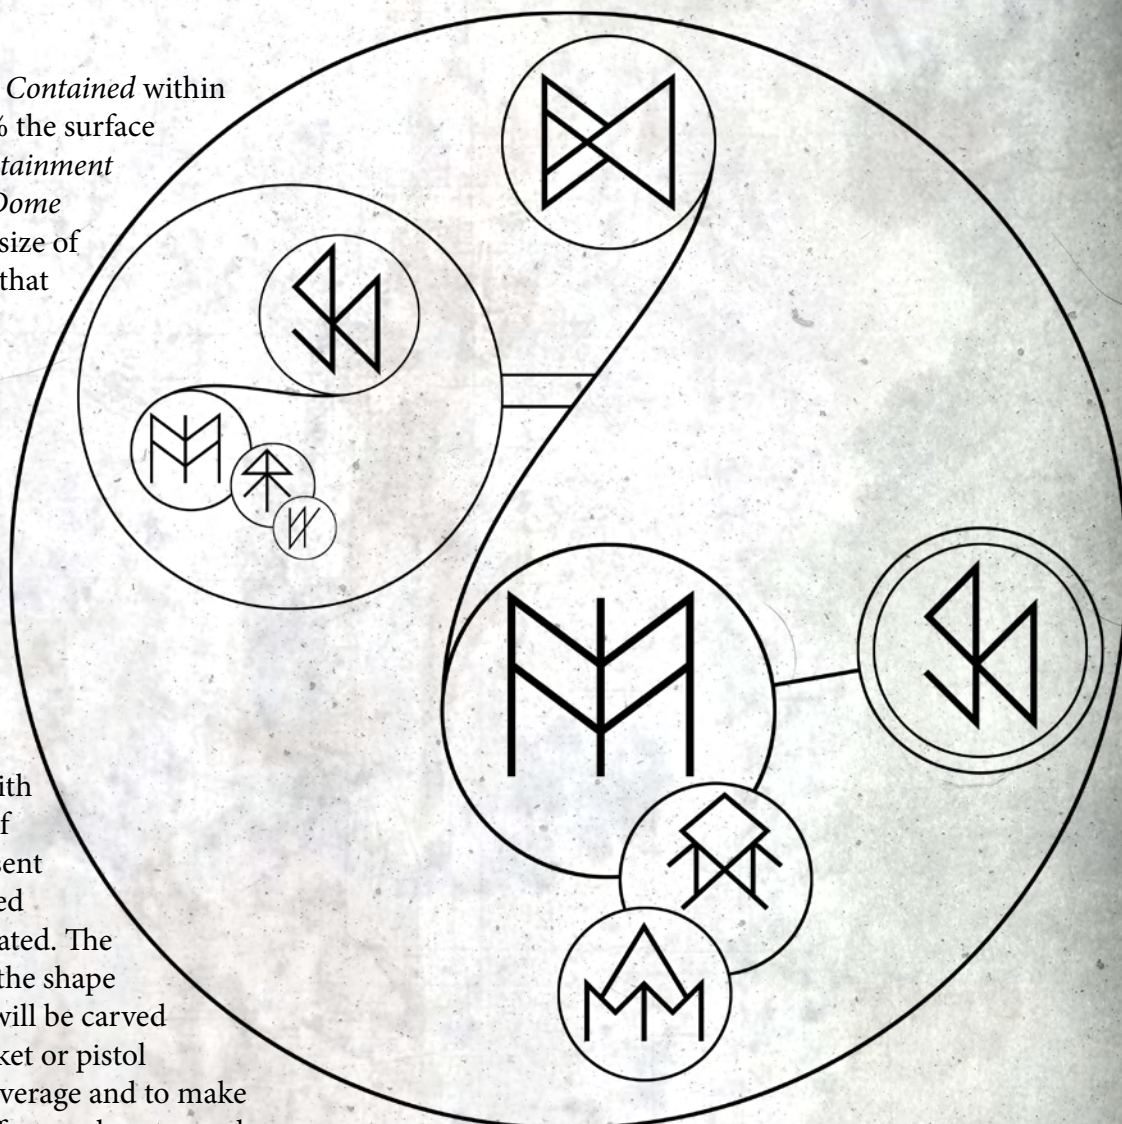 Contained within
% the surface
tainment
Dome
size of
that
ith
f
sent
ed
ated. The
the shape
will be carved
ket or pistol
verage and to make